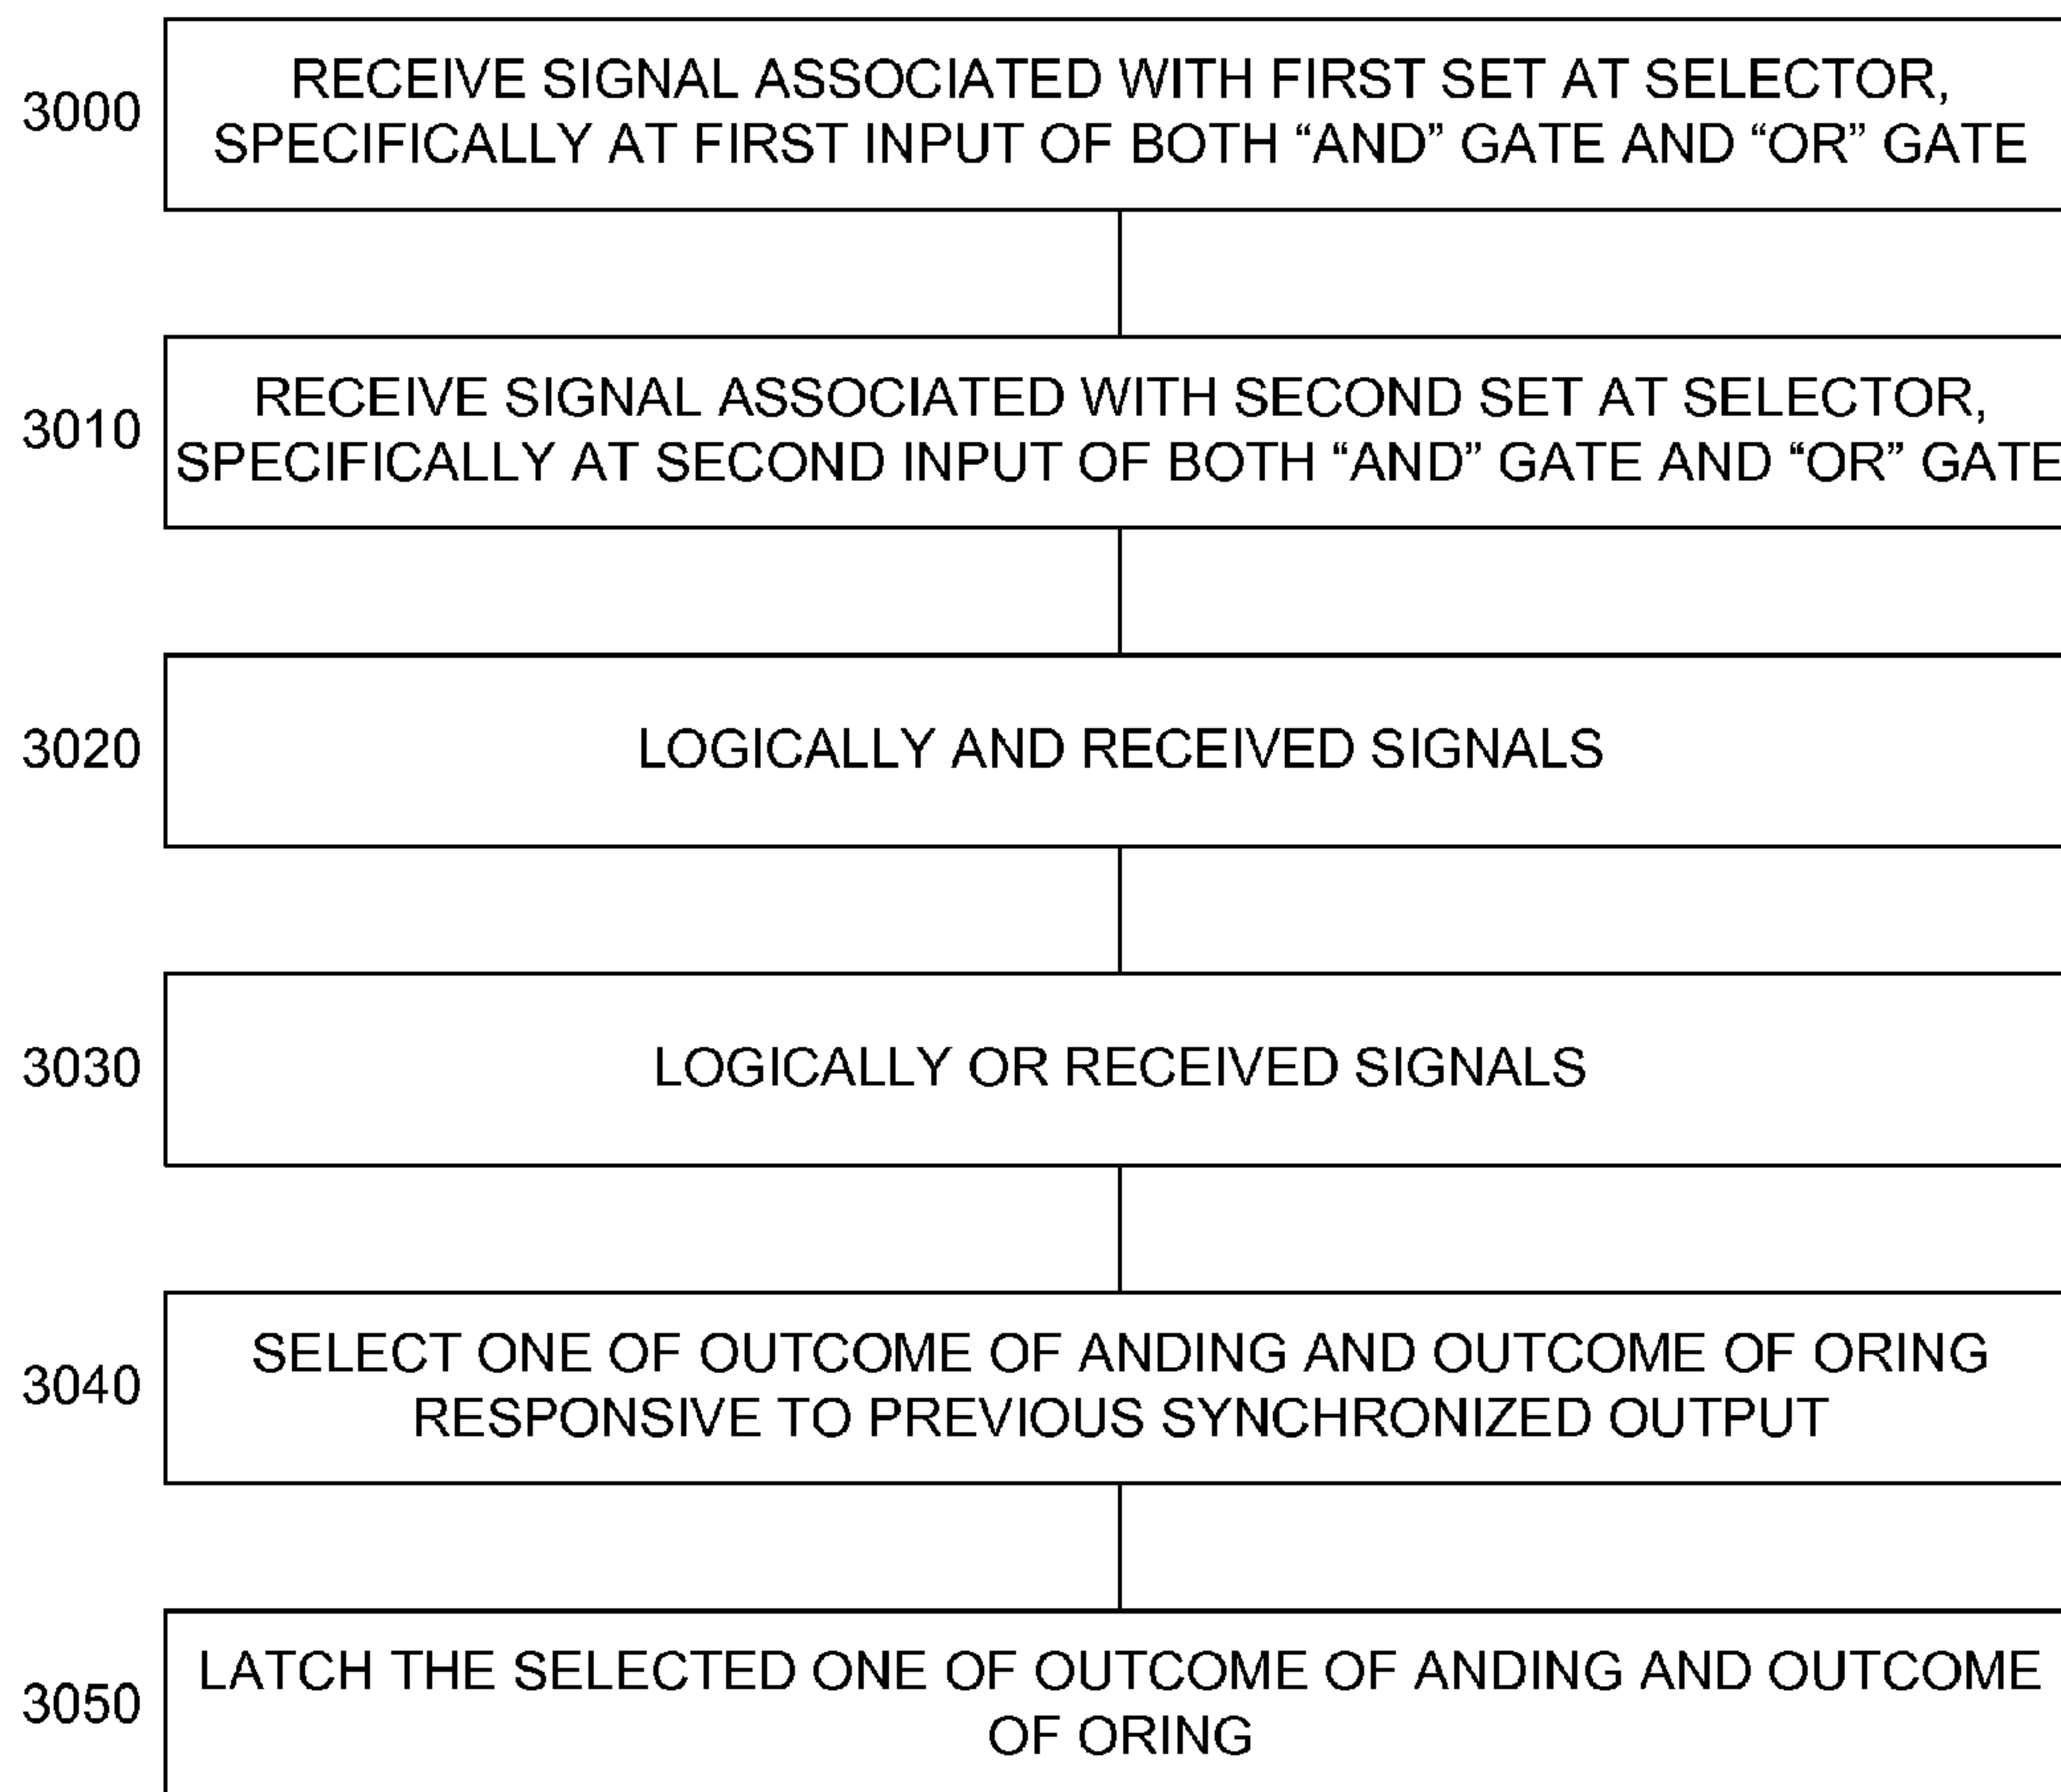 RECEIVE SIGNAL ASSOCIATED WITH FIRST SET AT SELECTOR,
3000
SPECIFICALLY AT FIRST INPUT OF BOTH “AND” GATE AND “OR” GATE
RECEIVE SIGNAL ASSOCIATED WITH SECOND SET AT SELECTOR,
3010
SPECIFICALLY AT SECOND INPUT OF BOTH “AND” GATE AND “OR” GATE
3020 LOGICALLY AND RECEIVED SIGNALS
3030 LOGICALLY OR RECEIVED SIGNALS
SELECT ONE OF OUTCOME OF ANDING AND OUTCOME OF ORING
3040
RESPONSIVE TO PREVIOUS SYNCHRONIZED OUTPUT
LATCH THE SELECTED ONE OF OUTCOME OF ANDING AND OUTCOME
3050
OF ORING